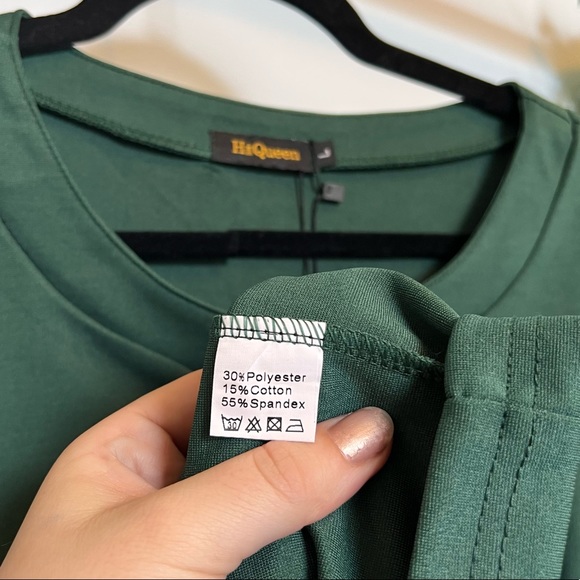 HiQueen
L
30%Polyester
15%Cotton
55%Spandex
30